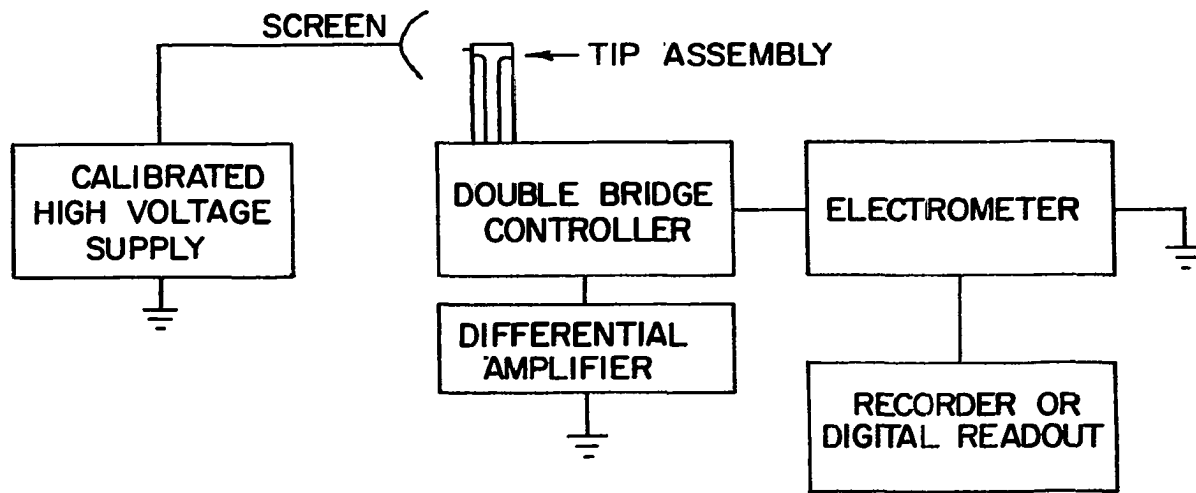 SCREEN
TIP ASSEMBLY
CALIBRATED
HIGH VOLTAGE
SUPPLY
DOUBLE BRIDGE
CONTROLLER
ELECTROMETER
DIFFERENTIAL
AMPLIFIER
RECORDER OR
DIGITAL READOUT